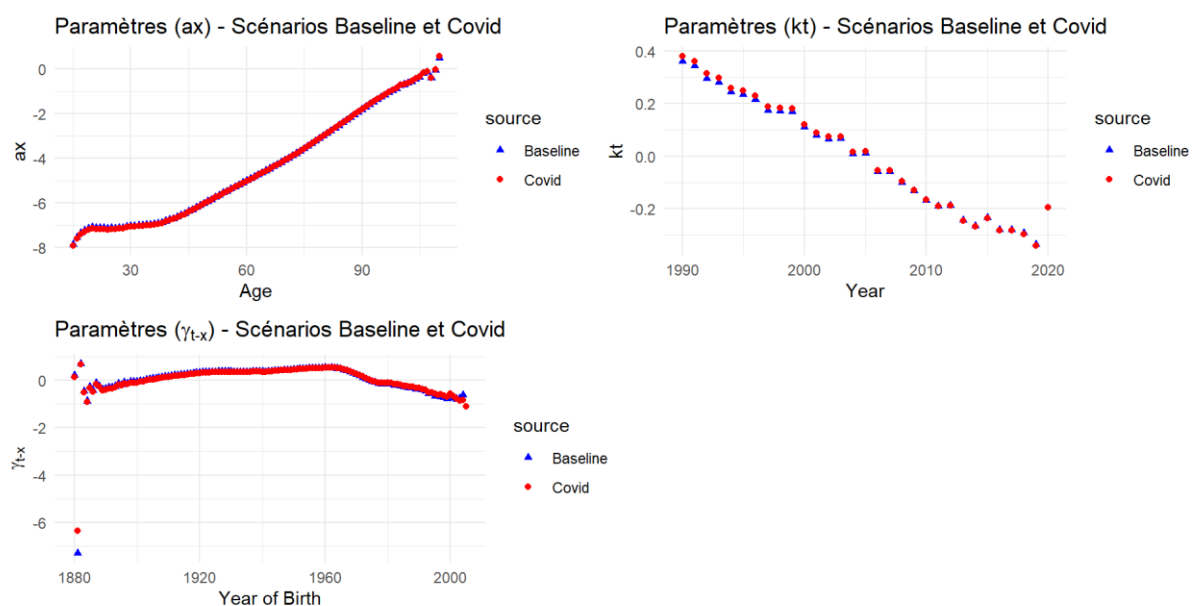 Paramètres (ax) - Scénarios Baseline et Covid
0
-2
-4
-6
-8
ax
30
60
90
Age
source
Baseline
Covid
Paramètres (kt) - Scénarios Baseline et Covid
0.4
0.2
0.0
-0.2
kt
1990
2000
2010
2020
Year
source
Baseline
Covid
Paramètres (γt-x) - Scénarios Baseline et Covid
0
-2
-4
-6
γt-x
1880
1920
1960
2000
Year of Birth
source
Baseline
Covid